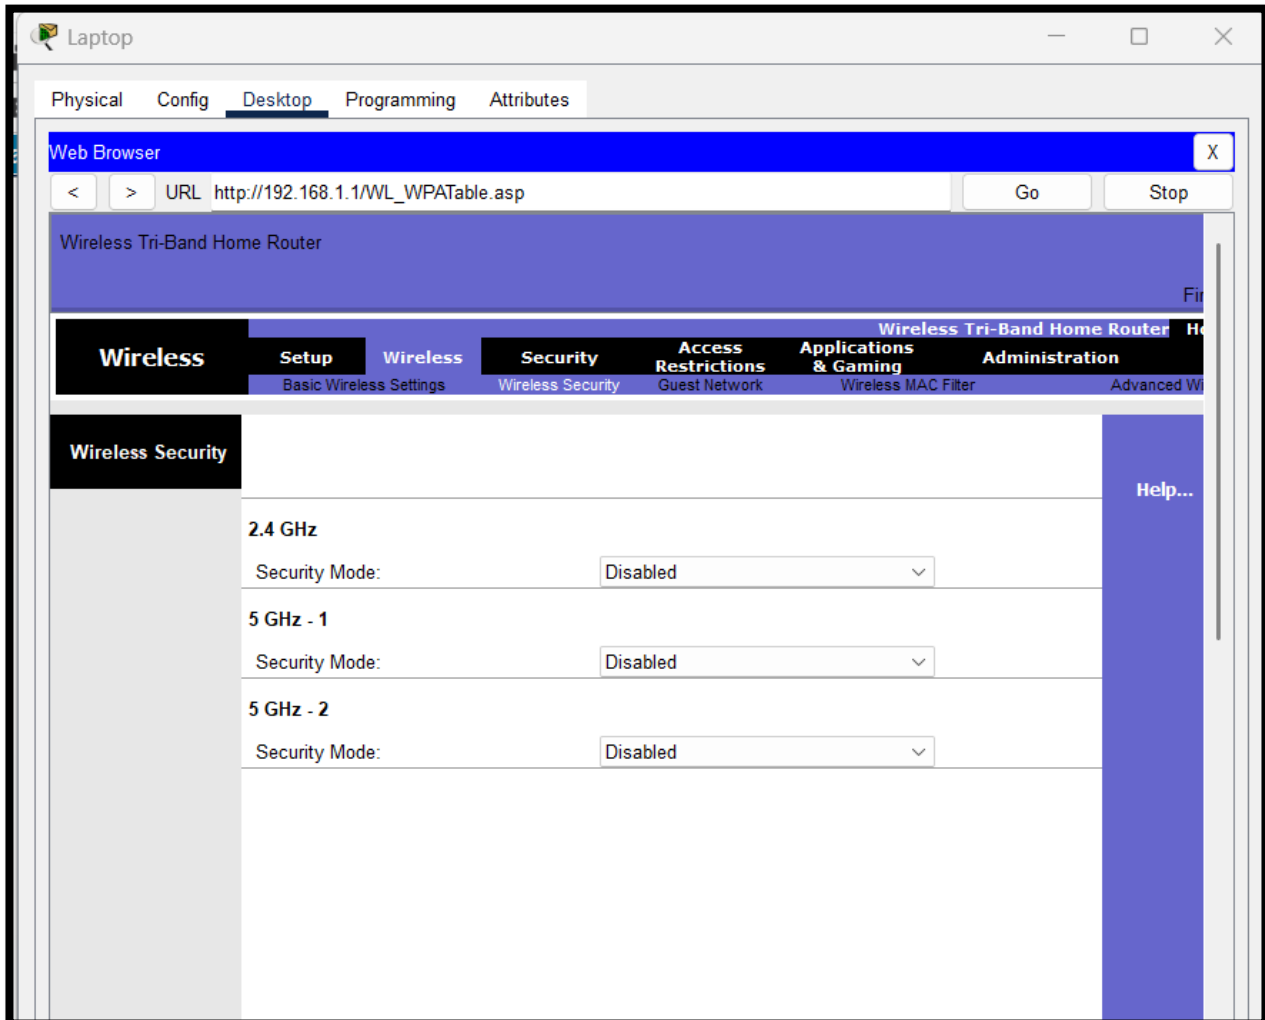 Laptop
Physical Config Desktop Programming Attributes
Web Browser X
< > URL http://192.168.1.1/WL_WPATable.asp Go Stop
Wireless Tri-Band Home Router
Wireless Tri-Band Home Router
Wireless Setup Wireless Security Access Restrictions Applications & Gaming Administration
Basic Wireless Settings Wireless Security Guest Network Wireless MAC Filter Advanced
Wireless Security
Help...
2.4 GHz
Security Mode: Disabled
5 GHz - 1
Security Mode: Disabled
5 GHz - 2
Security Mode: Disabled